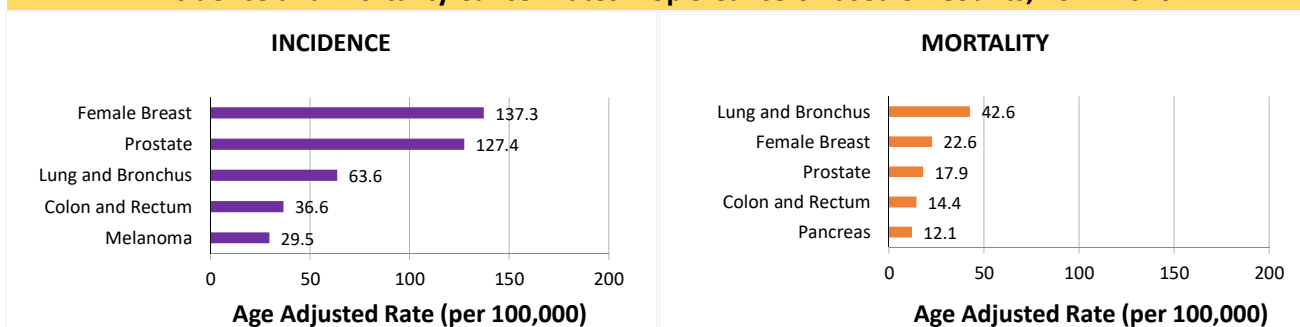 INCIDENCE
Female Breast 137.3
Prostate 127.4
Lung and Bronchus 63.6
Colon and Rectum 36.6
Melanoma 29.5
0 50 100 150 200
Age Adjusted Rate (per 100,000)
MORTALITY
Lung and Bronchus 42.6
Female Breast 22.6
Prostate 17.9
Colon and Rectum 14.4
Pancreas 12.1
0 50 100 150 200
Age Adjusted Rate (per 100,000)